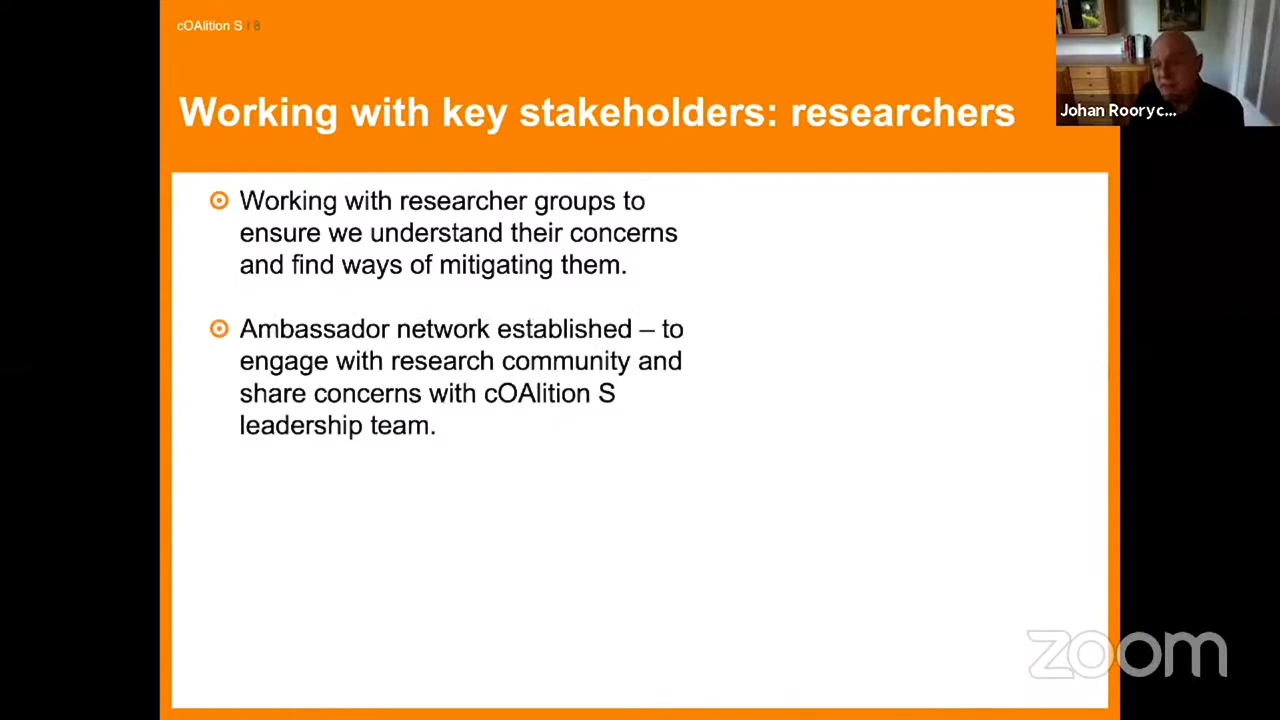 cOAlition S | 8
Working with key stakeholders: researchers
Johan Rooryc...
Working with researcher groups to
ensure we understand their concerns
and find ways of mitigating them.
Ambassador network established – to
engage with research community and
share concerns with cOAlition S
leadership team.
zoom